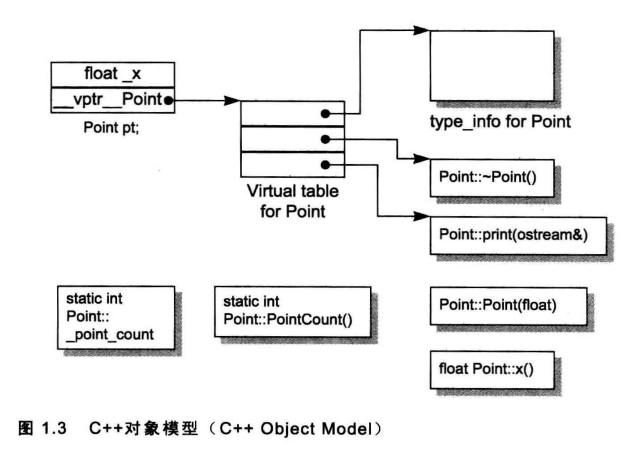 float _x
__vptr__Point
Point pt;
Virtual table
for Point
type_info for Point
Point::~Point()
Point::print(ostream&)
static int
Point::
_point_count
static int
Point::PointCount()
Point::Point(float)
float Point::x()
图 1.3 C++对象模型（C++ Object Model）